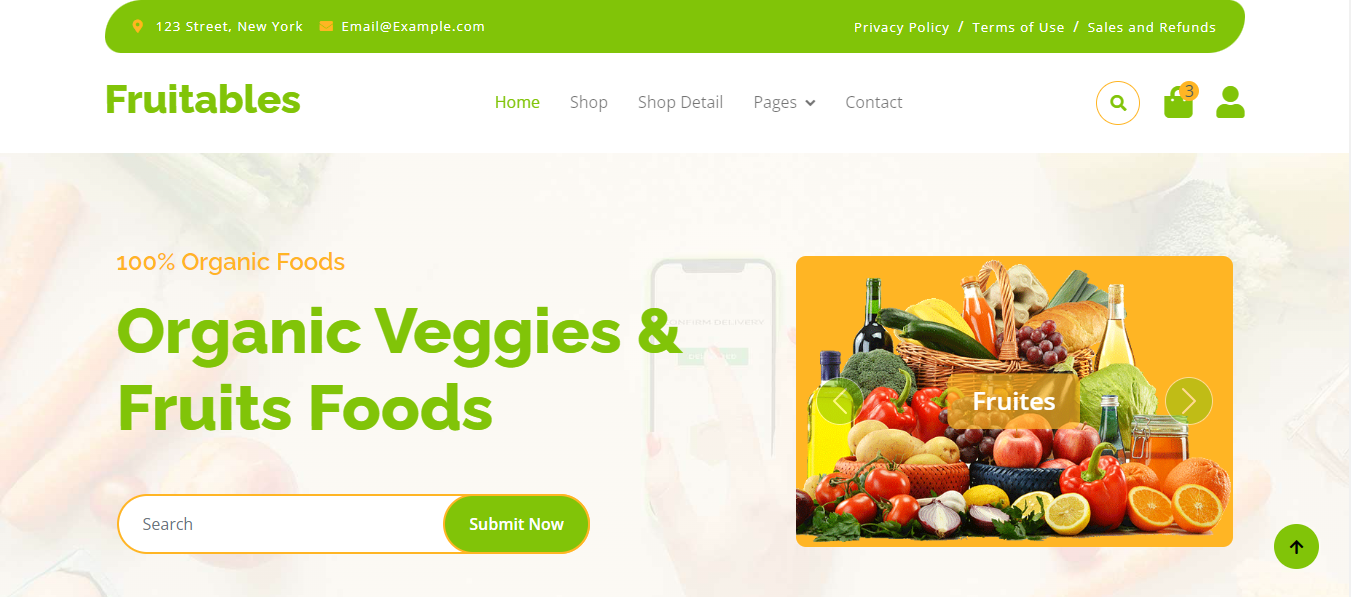 123 Street, New York Email@Example.com Privacy Policy / Terms of Use / Sales and Refunds
Fruitables Home Shop Shop Detail Pages Contact 3
100% Organic Foods
Organic Veggies &
Fruits Foods
Search Submit Now
Fruites